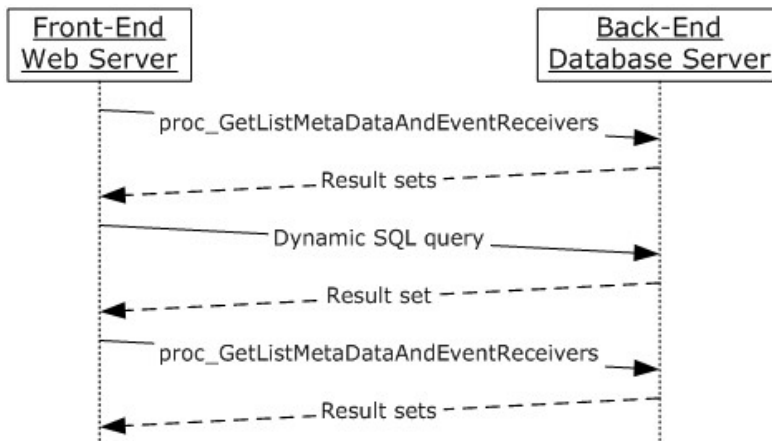 Front-End
Web Server
Back-End
Database Server
proc_GetListMetaDataAndEventReceivers
Result sets
Dynamic SQL query
Result set
proc_GetListMetaDataAndEventReceivers
Result sets